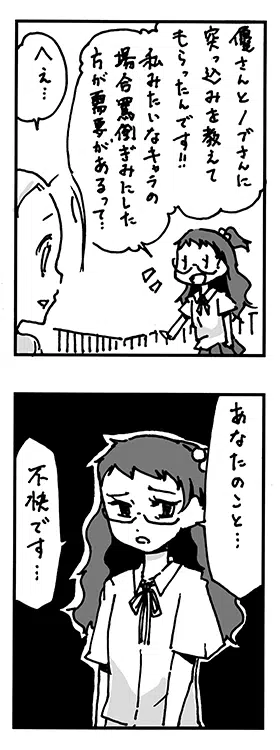 優さんとノブさんに
突っ込みを教えて
もらったんです!!
私みたいなキャラの
場合罵倒ぎみにした
方が需要があるって…
へぇ…
あなたのこと…
不快です…